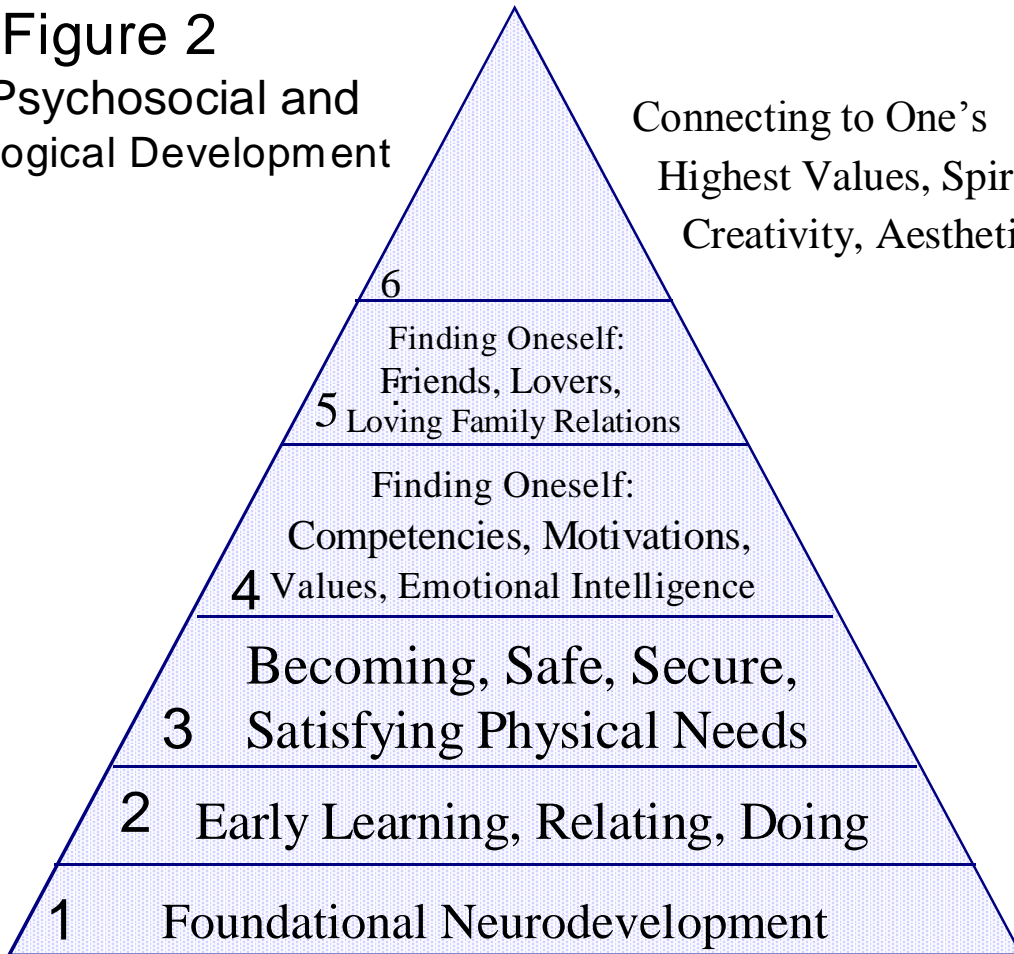 Figure 2
Psychosocial and
ogical Development
Connecting to One's
Highest Values, Spir
Creativity, Aestheti
6
Finding Oneself:
Friends, Lovers,
5 Loving Family Relations
Finding Oneself:
Competencies, Motivations,
4 Values, Emotional Intelligence
Becoming, Safe, Secure,
3 Satisfying Physical Needs
2 Early Learning, Relating, Doing
1 Foundational Neurodevelopment